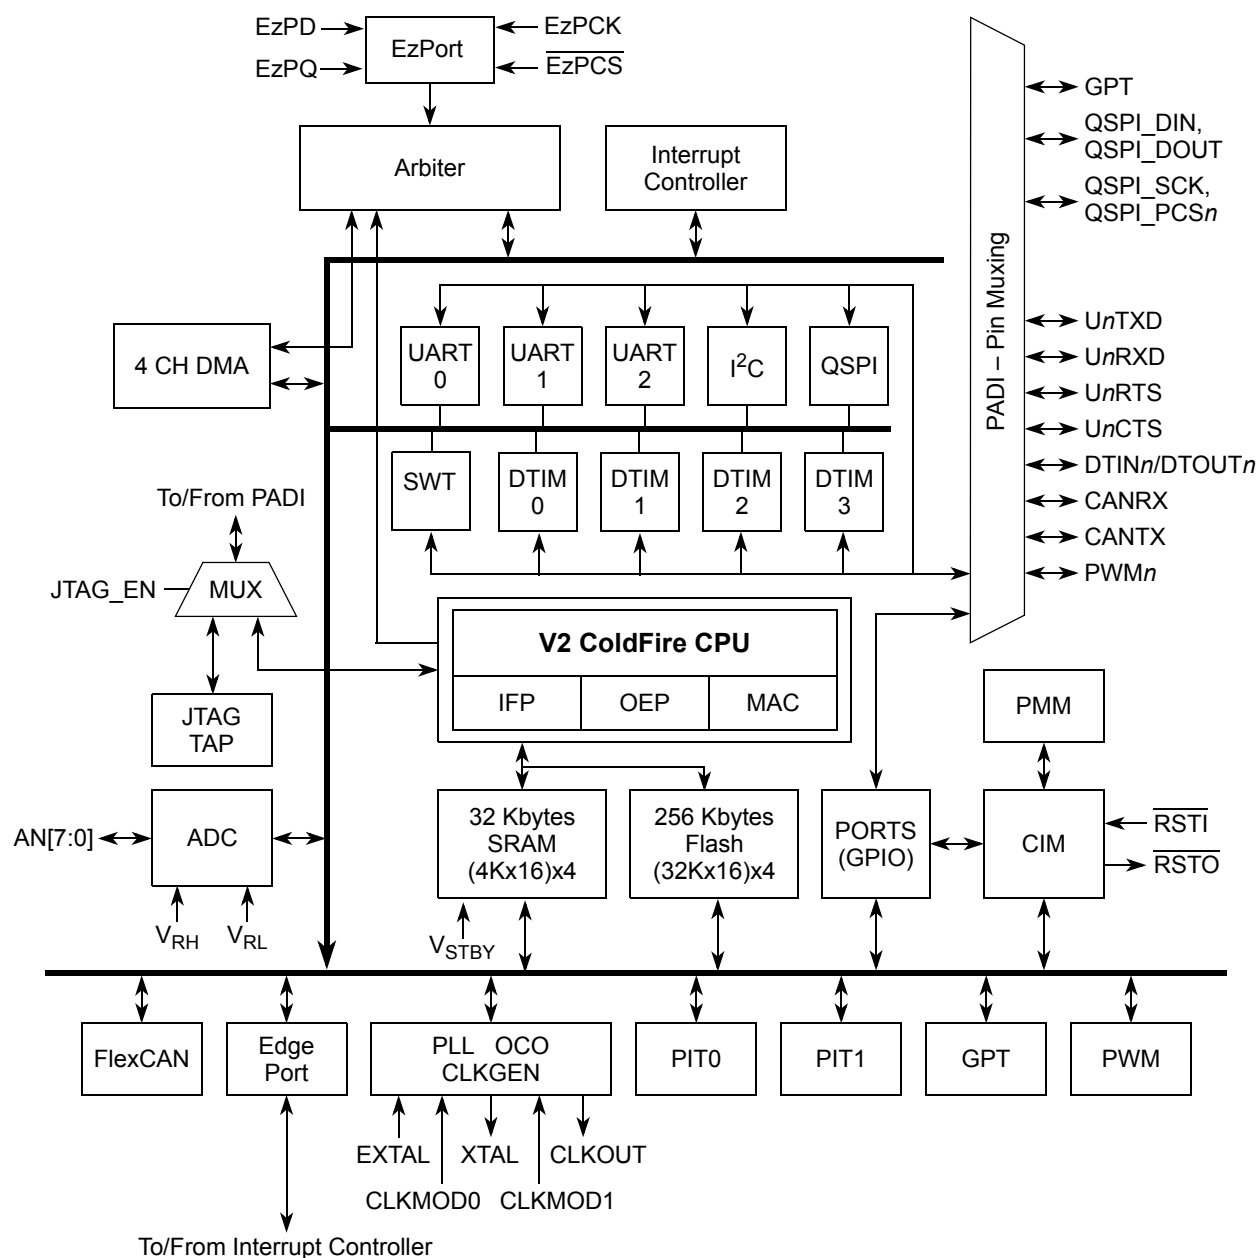 EzPD
EzPQ
EzPort
EzPCK
EzPCS
Arbiter
Interrupt
Controller
PADI – Pin Muxing
GPT
QSPI_DIN,
QSPI_DOUT
QSPI_SCK,
QSPI_PCSn
UnTXD
UnRXD
UnRTS
UnCTS
DTINn/DTOUTn
CANRX
CANTX
PWMn
4 CH DMA
UART
0
UART
1
UART
2
I²C
QSPI
SWT
DTIM
0
DTIM
1
DTIM
2
DTIM
3
To/From PADI
JTAG_EN
MUX
JTAG
TAP
V2 ColdFire CPU
IFP
OEP
MAC
PMM
AN[7:0]
ADC
VRH
VRL
32 Kbytes
SRAM
(4Kx16)x4
VSTBY
256 Kbytes
Flash
(32Kx16)x4
PORTS
(GPIO)
CIM
RSTI
RSTO
FlexCAN
Edge
Port
PLL OCO
CLKGEN
PIT0
PIT1
GPT
PWM
EXTAL
XTAL
CLKOUT
CLKMOD0
CLKMOD1
To/From Interrupt Controller